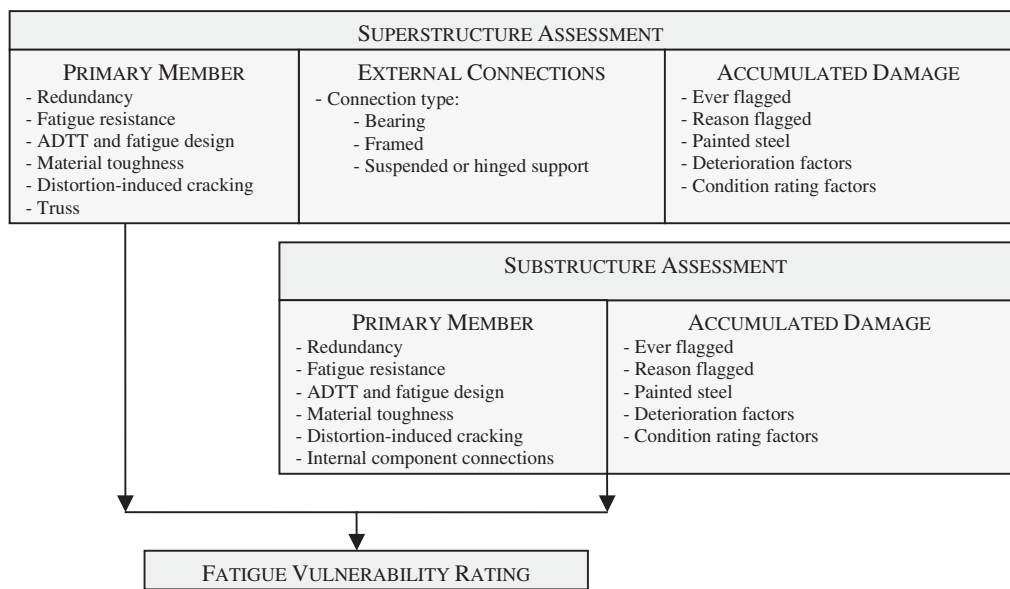 SUPERSTRUCTURE ASSESSMENT
PRIMARY MEMBER
- Redundancy
- Fatigue resistance
- ADTT and fatigue design
- Material toughness
- Distortion-induced cracking
- Truss
EXTERNAL CONNECTIONS
- Connection type:
- Bearing
- Framed
- Suspended or hinged support
ACCUMULATED DAMAGE
- Ever flagged
- Reason flagged
- Painted steel
- Deterioration factors
- Condition rating factors
SUBSTRUCTURE ASSESSMENT
PRIMARY MEMBER
- Redundancy
- Fatigue resistance
- ADTT and fatigue design
- Material toughness
- Distortion-induced cracking
- Internal component connections
ACCUMULATED DAMAGE
- Ever flagged
- Reason flagged
- Painted steel
- Deterioration factors
- Condition rating factors
FATIGUE VULNERABILITY RATING